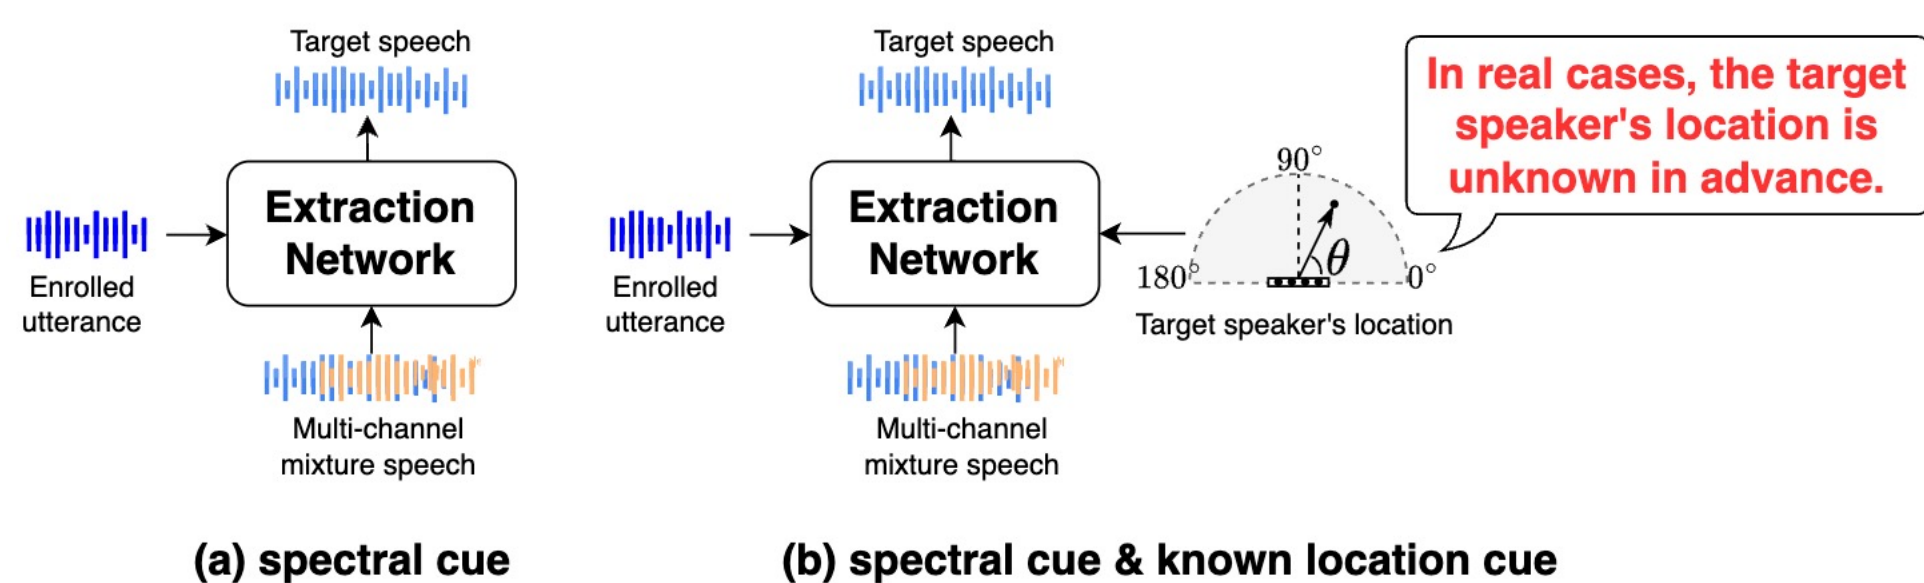 Target speech
Extraction
Network
Enrolled
utterance
Multi-channel
mixture speech
(a) spectral cue
Target speech
Extraction
Network
Enrolled
utterance
Multi-channel
mixture speech
90°
180°
0°
θ
Target speaker's location
In real cases, the target
speaker's location is
unknown in advance.
(b) spectral cue & known location cue